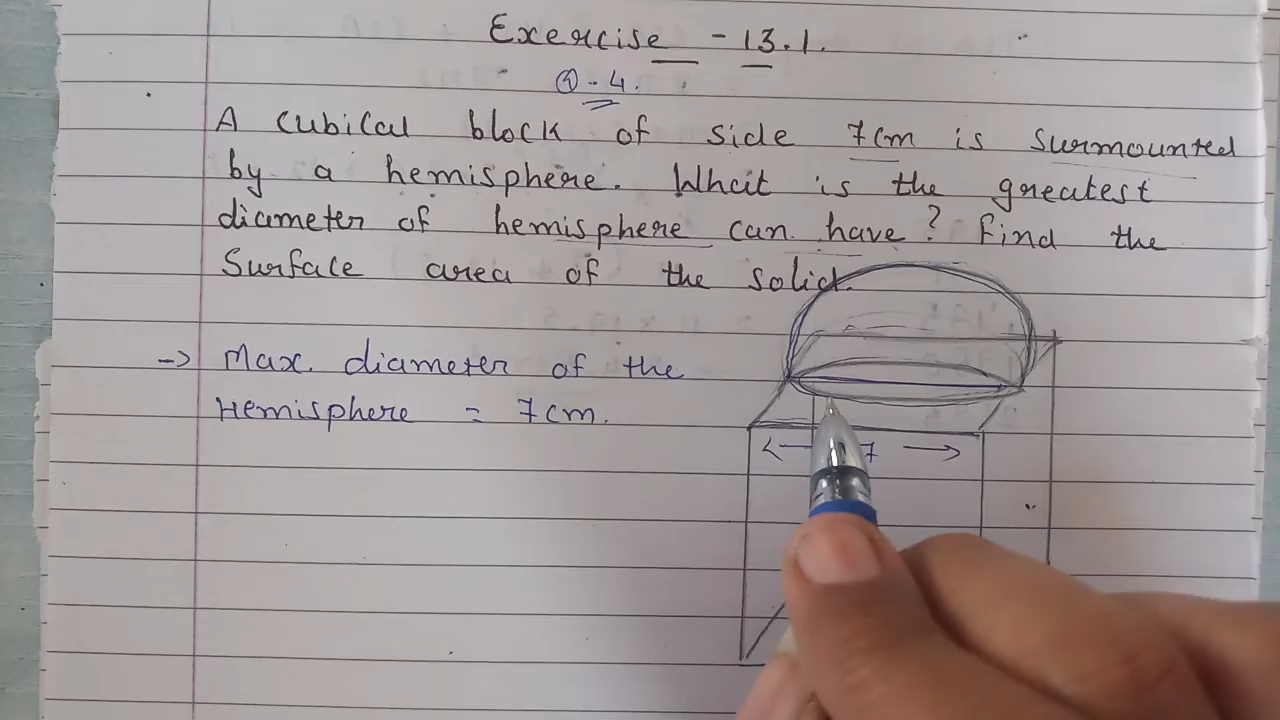 Exercise - 13.1.
Q-4.
A cubical block of side 7cm is surmounted
by a hemisphere. What is the greatest
diameter of hemisphere can have? Find the
Surface area of the solid.
→ Max. diameter of the
Hemisphere = 7cm.
7